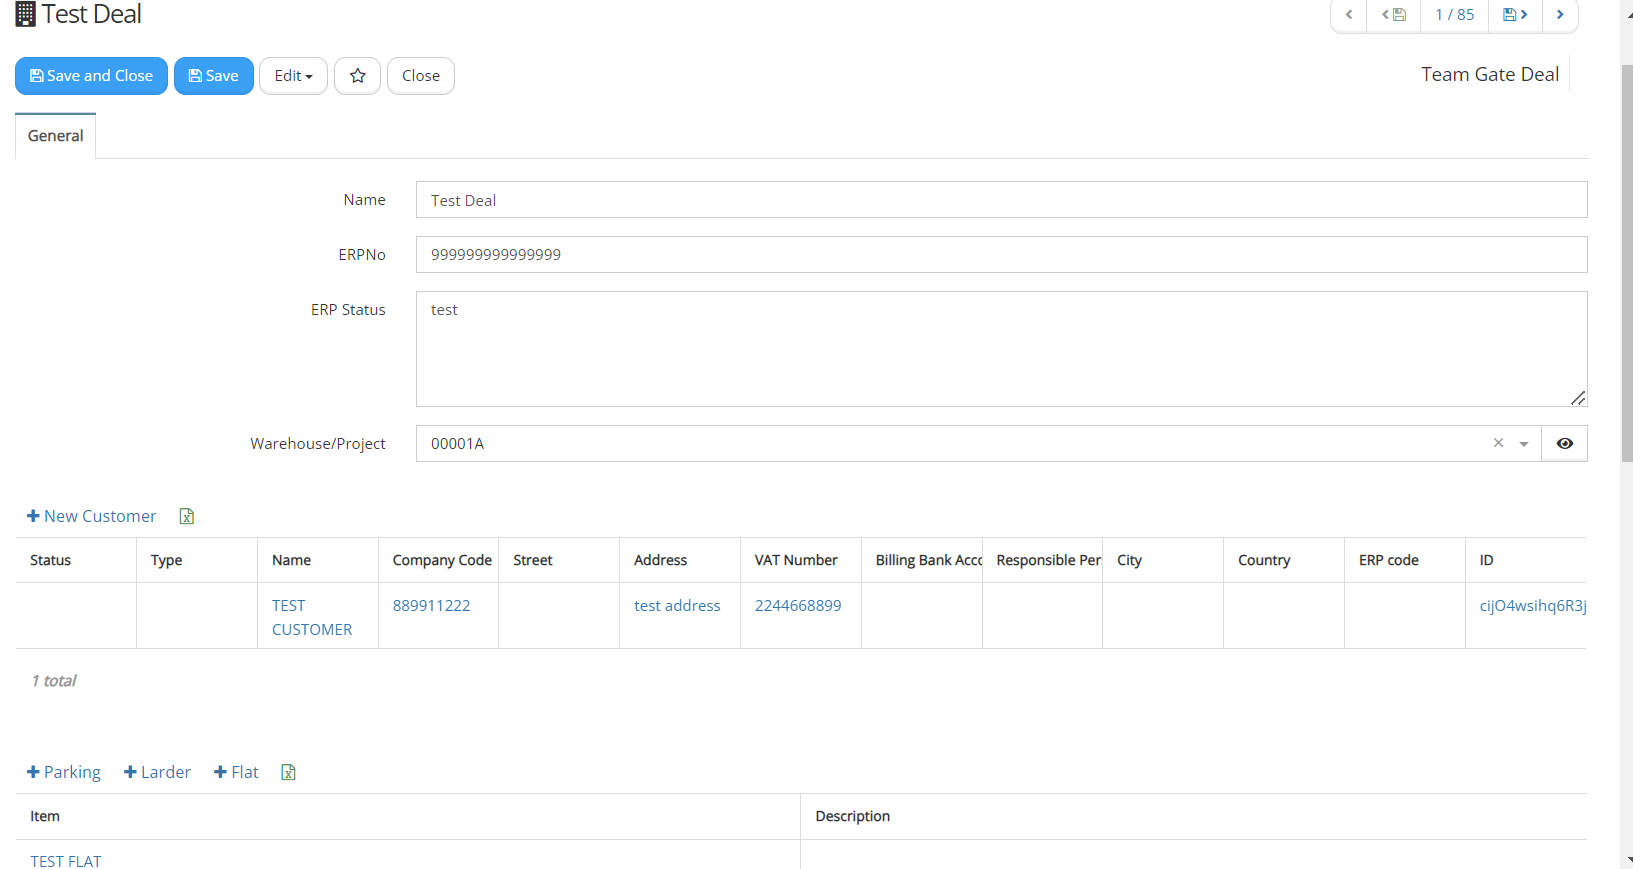 Test Deal
1 / 85
Save and Close
Save
Edit
Close
Team Gate Deal
General
Name
Test Deal
ERPNo
999999999999999
ERP Status
test
Warehouse/Project
00001A
New Customer
Status Type Name Company Code Street Address VAT Number Billing Bank Acco Responsible Per City Country ERP code ID
TEST CUSTOMER 889911222 test address 2244668899 cijO4wsihq6R3j
1 total
Parking Larder Flat
Item Description
TEST FLAT